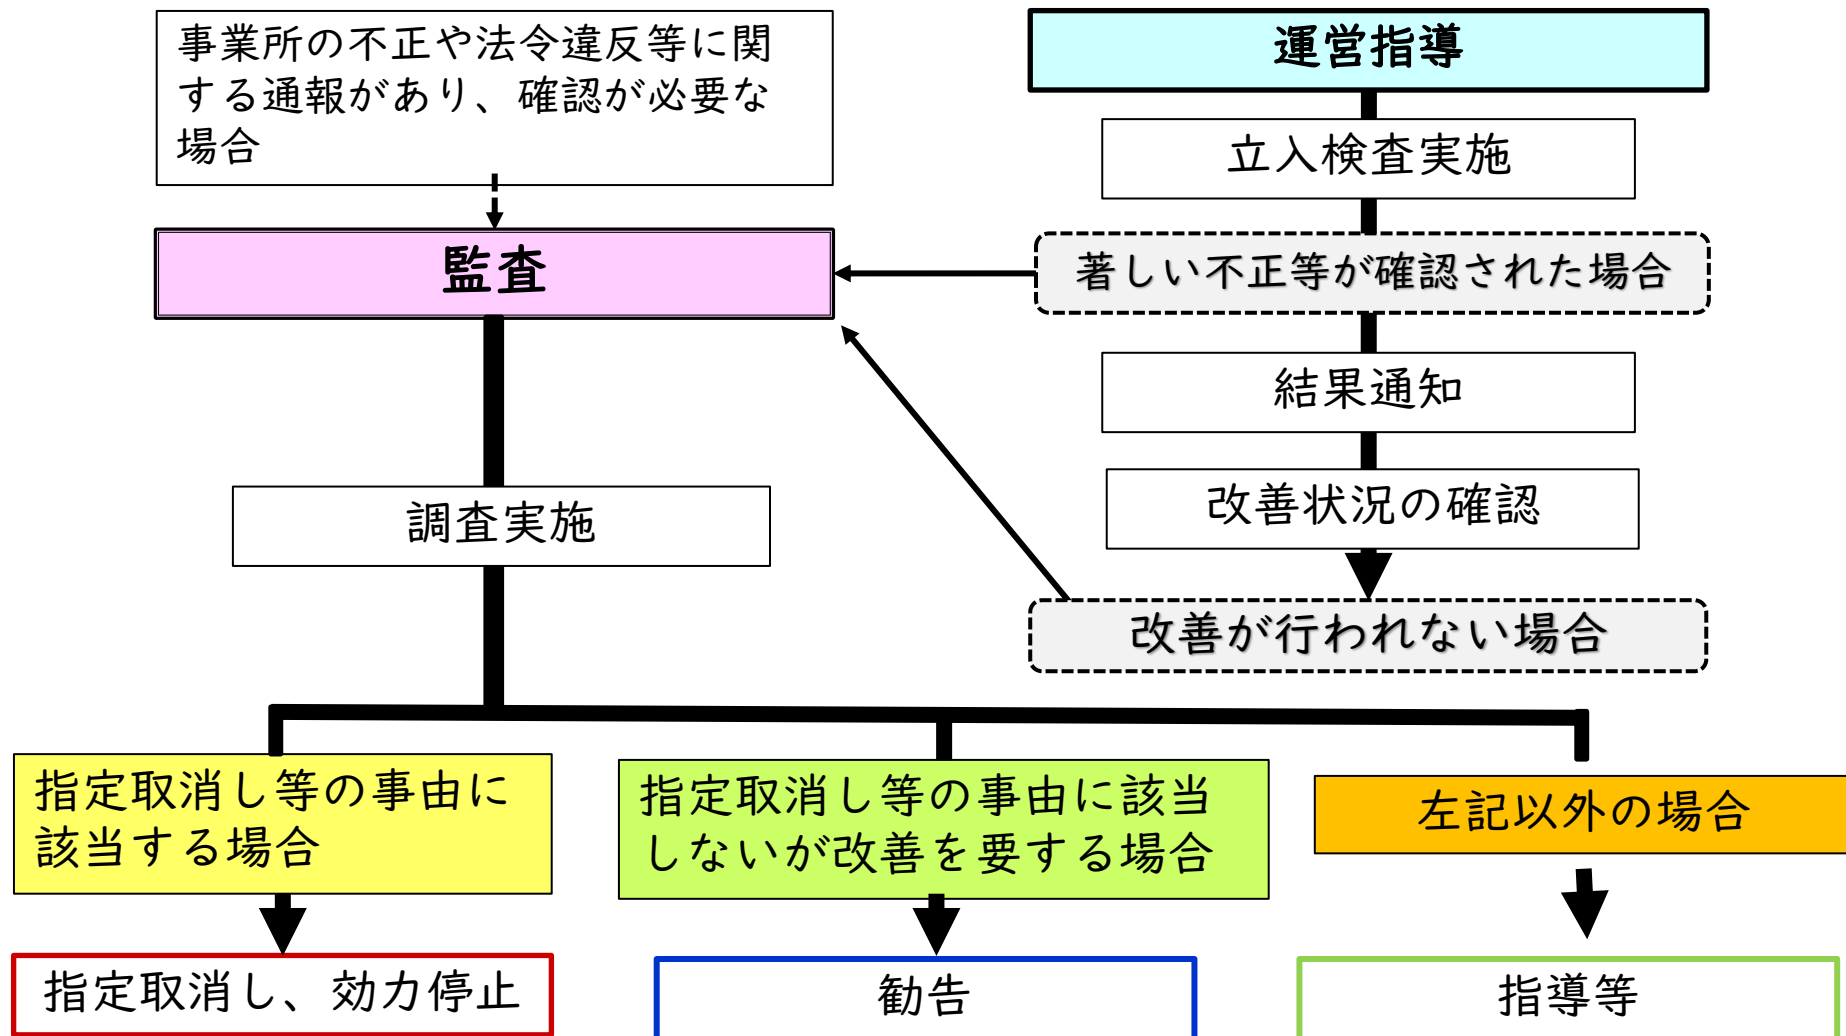 事業所の不正や法令違反等に関
する通報があり、確認が必要な
場合
運営指導
立入検査実施
監査
著しい不正等が確認された場合
結果通知
調査実施
改善状況の確認
改善が行われない場合
指定取消し等の事由に
該当する場合
指定取消し等の事由に該当
しないが改善を要する場合
左記以外の場合
指定取消し、効力停止
勧告
指導等